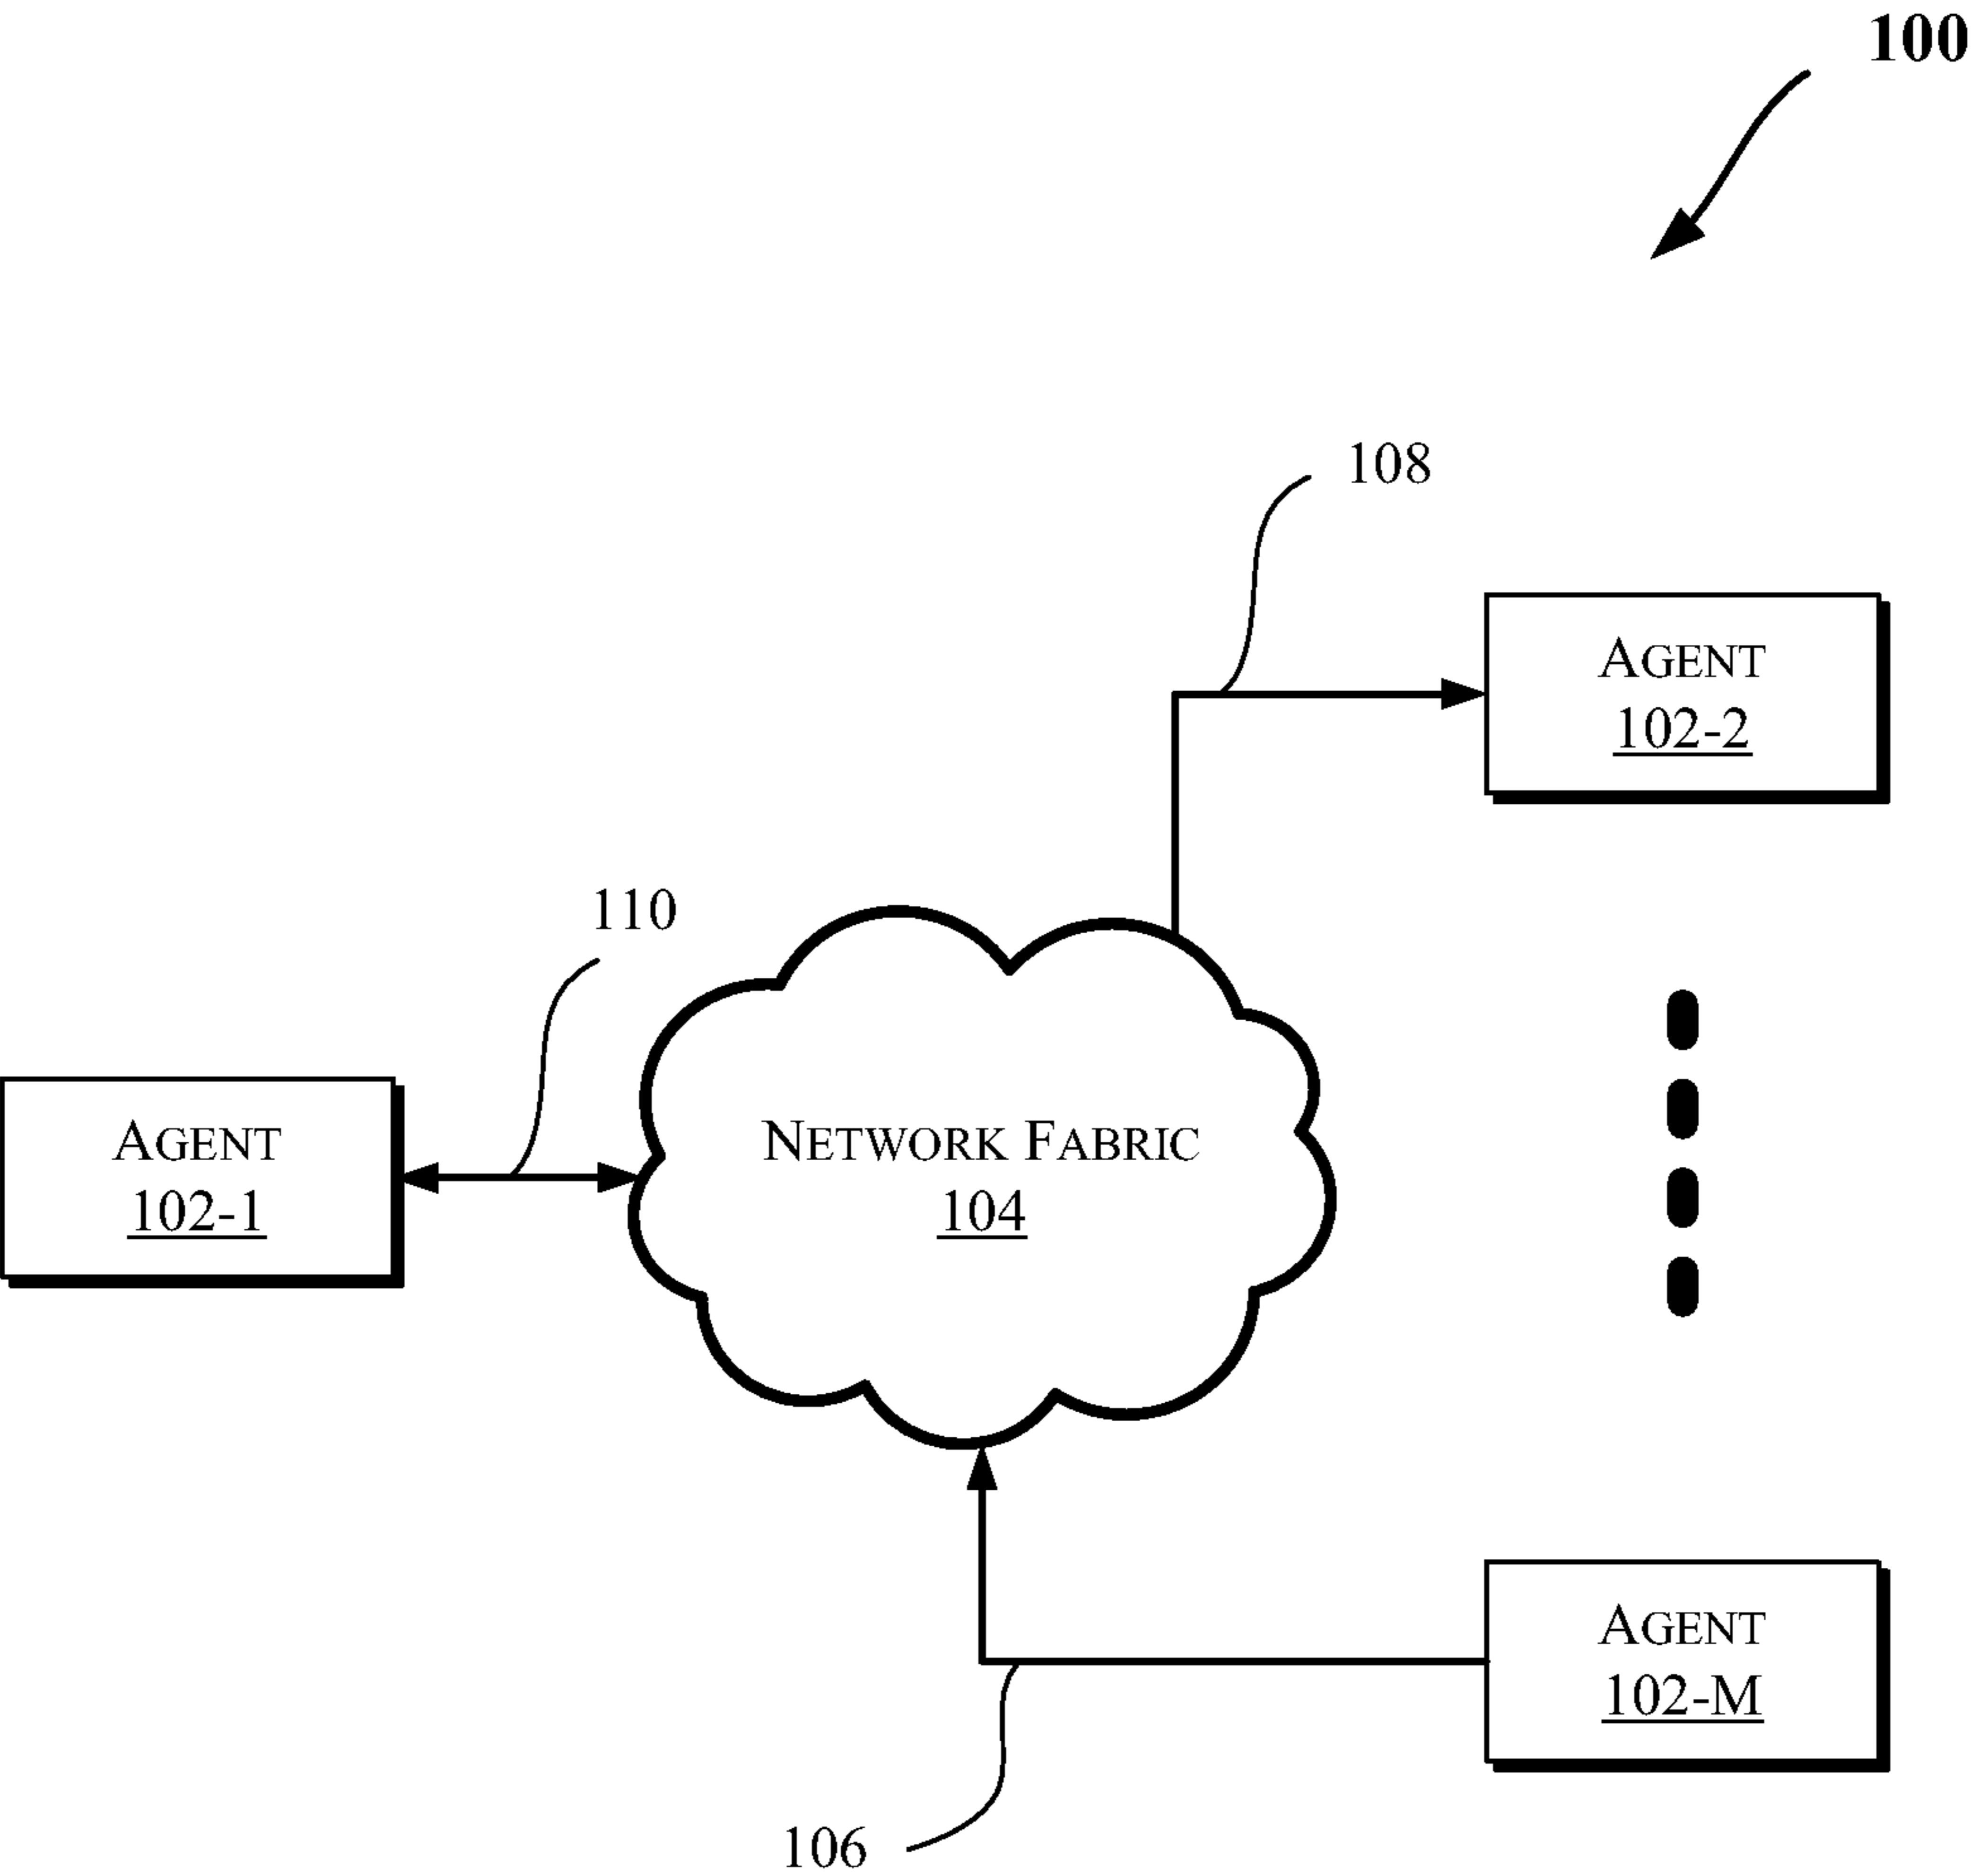 100
108
AGENT
102-2
110
AGENT
102-1
NETWORK FABRIC
104
AGENT
102-M
106